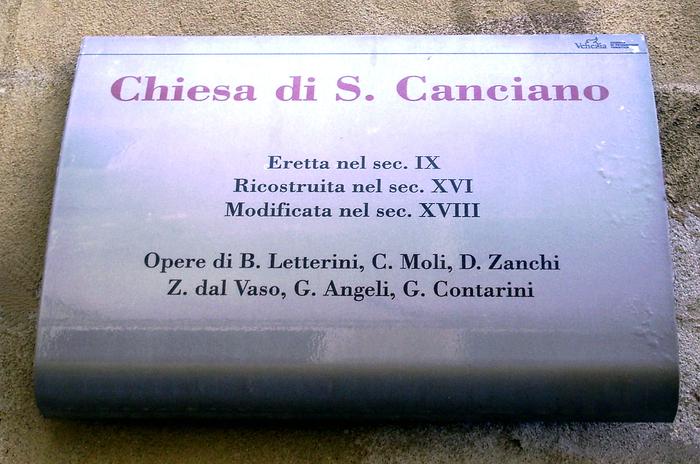 Venezia
Chiesa di S. Canciano
Eretta nel sec. IX
Ricostruita nel sec. XVI
Modificata nel sec. XVIII
Opere di B. Letterini, C. Moli, D. Zanchi
Z. dal Vaso, G. Angeli, G. Contarini